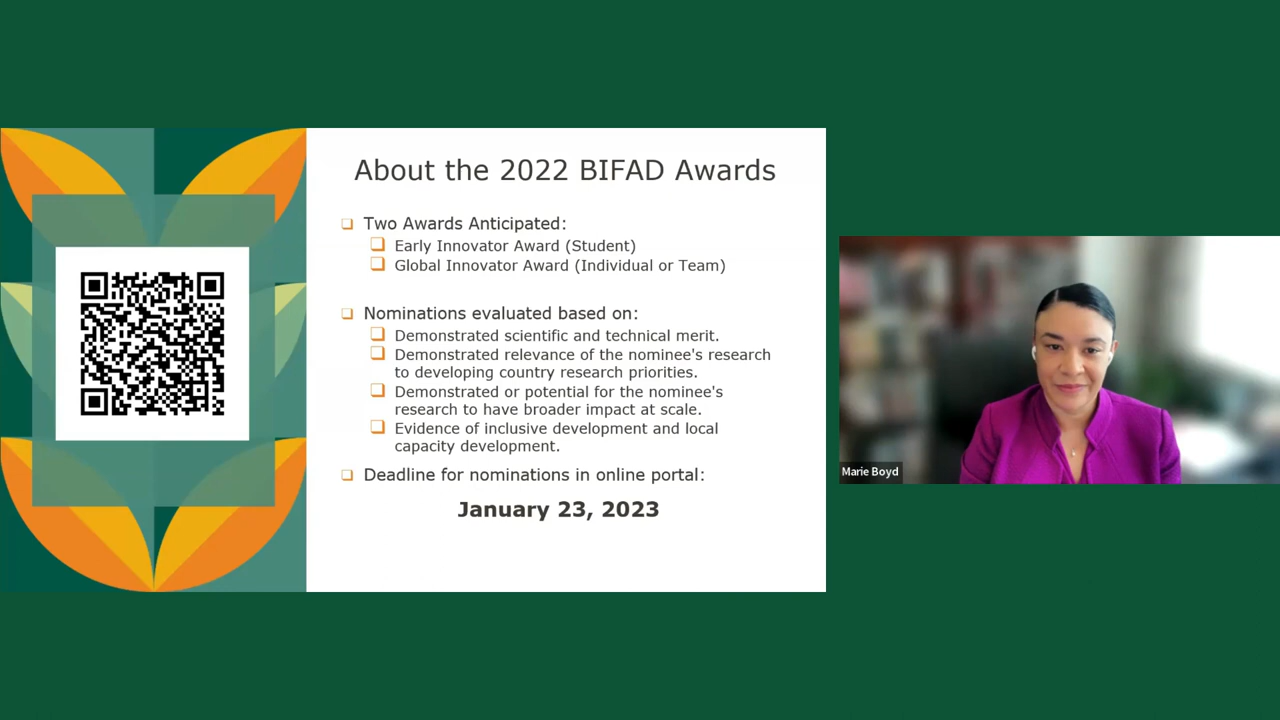 About the 2022 BIFAD Awards
Two Awards Anticipated:
Early Innovator Award (Student)
Global Innovator Award (Individual or Team)
Nominations evaluated based on:
Demonstrated scientific and technical merit.
Demonstrated relevance of the nominee's research
to developing country research priorities.
Demonstrated or potential for the nominee's
research to have broader impact at scale.
Evidence of inclusive development and local
capacity development.
Deadline for nominations in online portal:
January 23, 2023
Marie Boyd